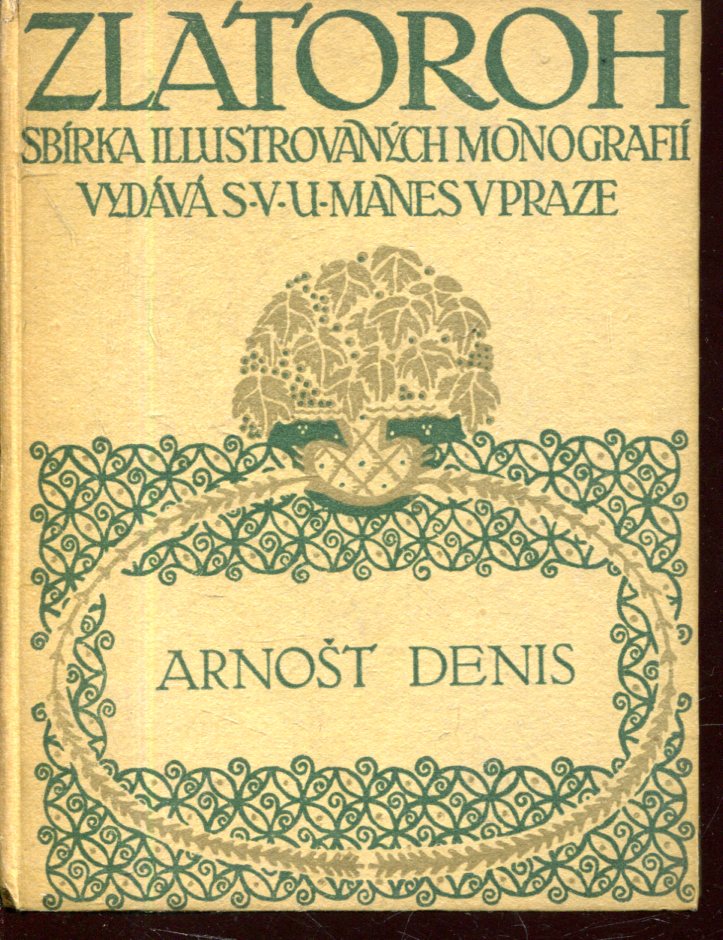 ZLATOROH
SBÍRKA ILLUSTROVANÝCH MONOGRAFIÍ
VYDÁVÁ S·V·U·MANES V PRAZE
ARNOŠT DENIS